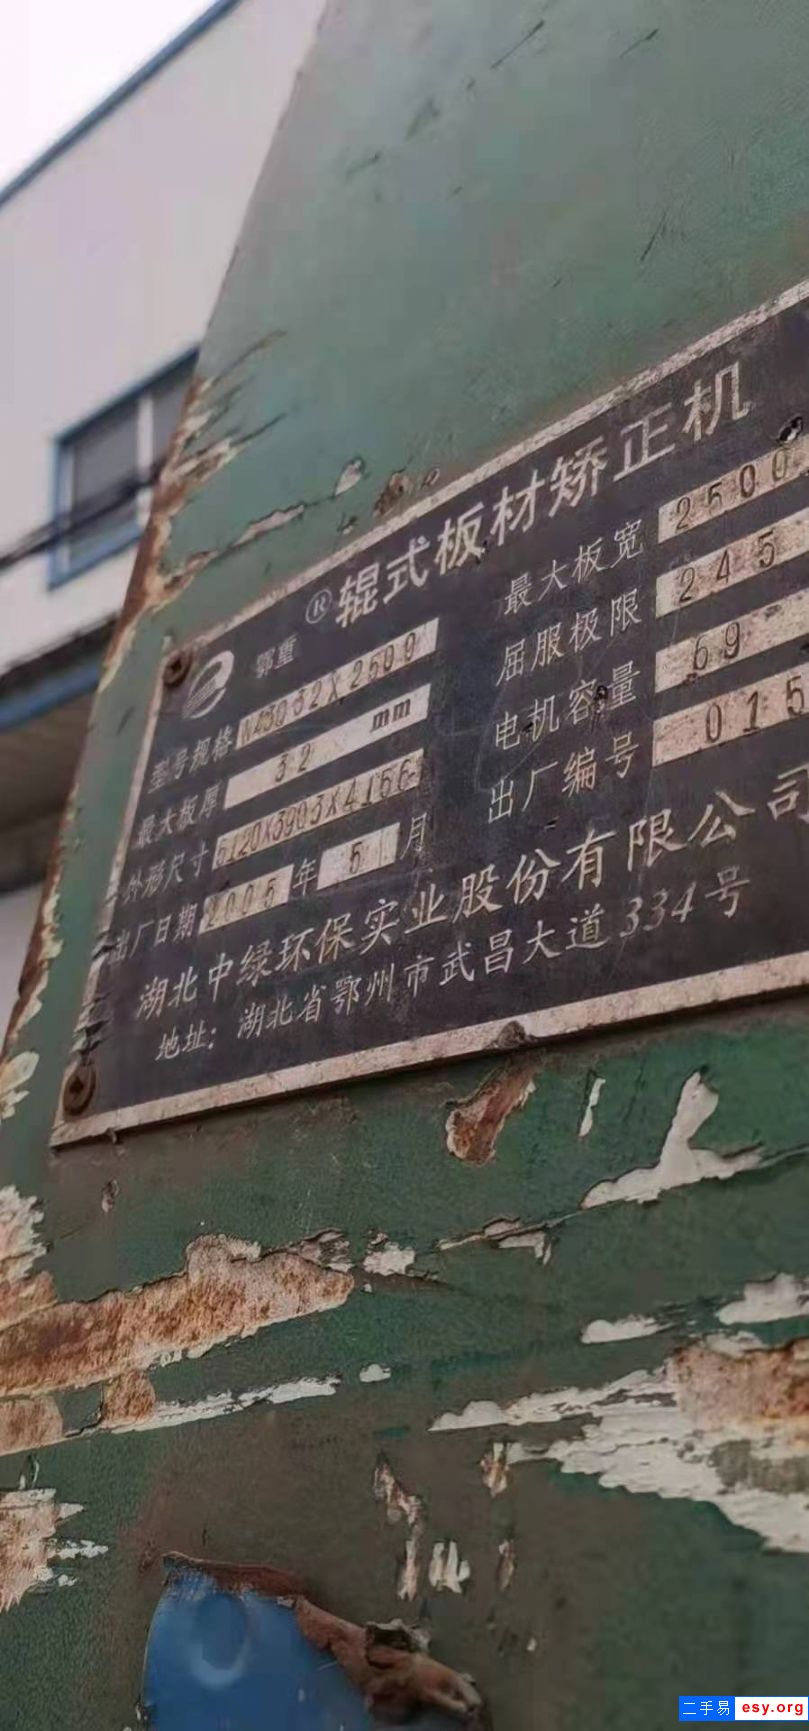 鄂重 ® 辊式板材矫正机
型号规格 W43Q 32X2500 最大板宽 2500
最大板厚 32 mm 屈服极限 245
外形尺寸 5120X3903X4156 电机容量 69
出厂日期 2005 年 5 月 出厂编号 015
湖北中绿环保实业股份有限公司
地址：湖北省鄂州市武昌大道334号
二手易 esy.org